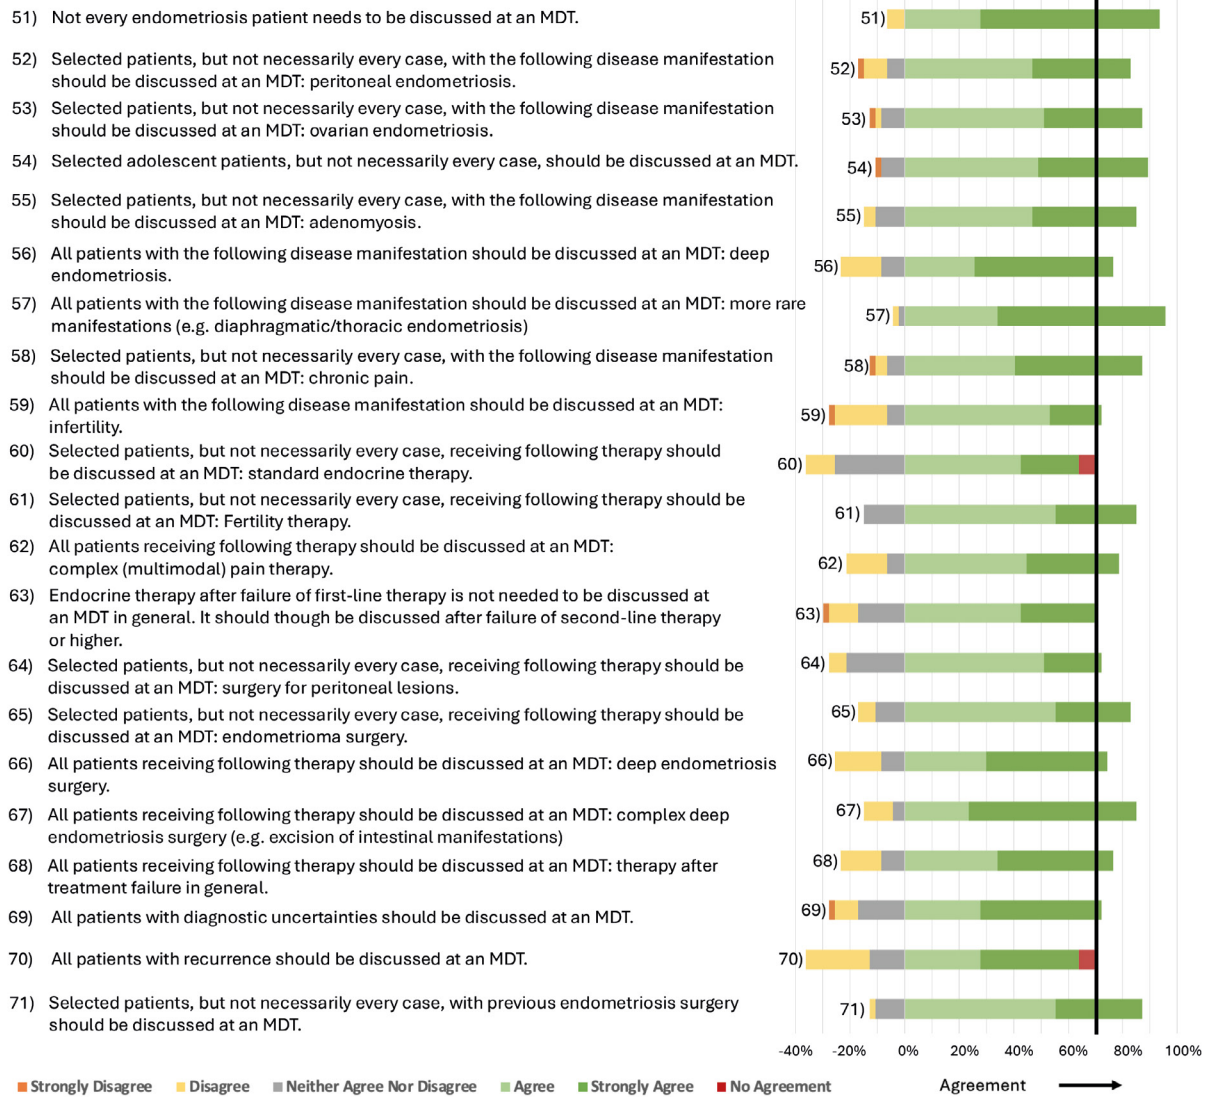 51) Not every endometriosis patient needs to be discussed at an MDT.
52) Selected patients, but not necessarily every case, with the following disease manifestation
should be discussed at an MDT: peritoneal endometriosis.
53) Selected patients, but not necessarily every case, with the following disease manifestation
should be discussed at an MDT: ovarian endometriosis.
54) Selected adolescent patients, but not necessarily every case, should be discussed at an MDT.
55) Selected patients, but not necessarily every case, with the following disease manifestation
should be discussed at an MDT: adenomyosis.
56) All patients with the following disease manifestation should be discussed at an MDT: deep
endometriosis.
57) All patients with the following disease manifestation should be discussed at an MDT: more rare
manifestations (e.g. diaphragmatic/thoracic endometriosis)
58) Selected patients, but not necessarily every case, with the following disease manifestation
should be discussed at an MDT: chronic pain.
59) All patients with the following disease manifestation should be discussed at an MDT:
infertility.
60) Selected patients, but not necessarily every case, receiving following therapy should
be discussed at an MDT: standard endocrine therapy.
61) Selected patients, but not necessarily every case, receiving following therapy should be
discussed at an MDT: Fertility therapy.
62) All patients receiving following therapy should be discussed at an MDT:
complex (multimodal) pain therapy.
63) Endocrine therapy after failure of first-line therapy is not needed to be discussed at
an MDT in general. It should though be discussed after failure of second-line therapy
or higher.
64) Selected patients, but not necessarily every case, receiving following therapy should be
discussed at an MDT: surgery for peritoneal lesions.
65) Selected patients, but not necessarily every case, receiving following therapy should be
discussed at an MDT: endometrioma surgery.
66) All patients receiving following therapy should be discussed at an MDT: deep endometriosis
surgery.
67) All patients receiving following therapy should be discussed at an MDT: complex deep
endometriosis surgery (e.g. excision of intestinal manifestations)
68) All patients receiving following therapy should be discussed at an MDT: therapy after
treatment failure in general.
69) All patients with diagnostic uncertainties should be discussed at an MDT.
70) All patients with recurrence should be discussed at an MDT.
71) Selected patients, but not necessarily every case, with previous endometriosis surgery
should be discussed at an MDT.
51)
52)
53)
54)
55)
56)
57)
58)
59)
60)
61)
62)
63)
64)
65)
66)
67)
68)
69)
70)
71)
-40% -20% 0% 20% 40% 60% 80% 100%
Strongly Disagree Disagree Neither Agree Nor Disagree Agree Strongly Agree No Agreement
Agreement